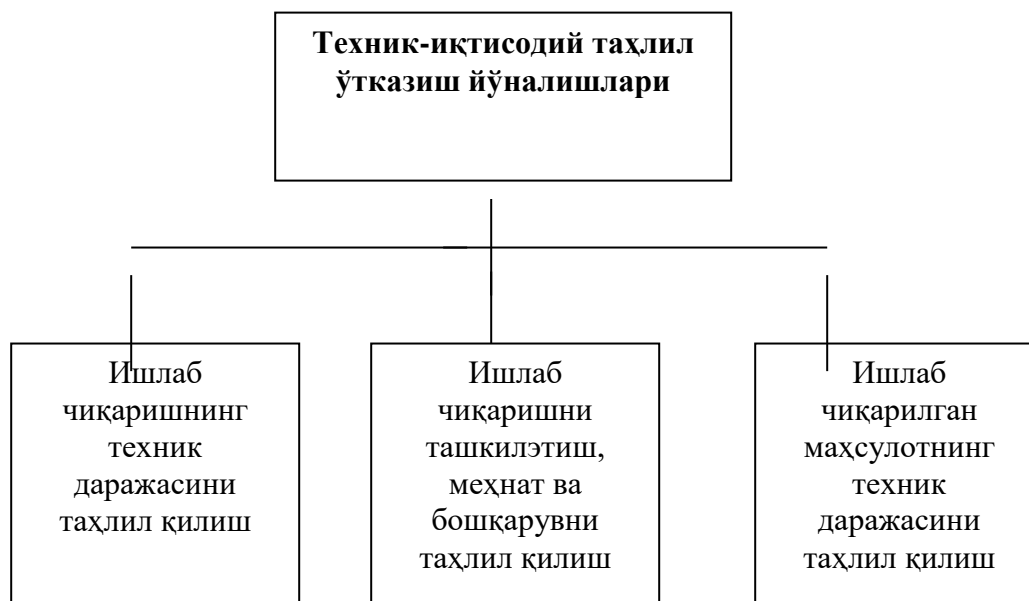 Техник-иқтисодий таҳлил
ўтказиш йўналишлари
Ишлаб
чиқаришнинг
техник
даражасини
таҳлил қилиш
Ишлаб
чиқаришни
ташкилэтиш,
меҳнат ва
бошқарувни
таҳлил қилиш
Ишлаб
чиқарилган
маҳсулотнинг
техник
даражасини
таҳлил қилиш